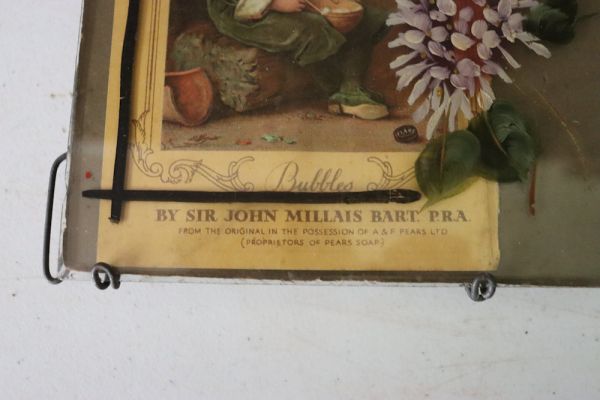 Bubbles
BY SIR JOHN MILLAIS BART. P.R.A.
FROM THE ORIGINAL IN THE POSSESSION OF A & F PEARS LTD
(PROPRIETORS OF PEARS SOAP)